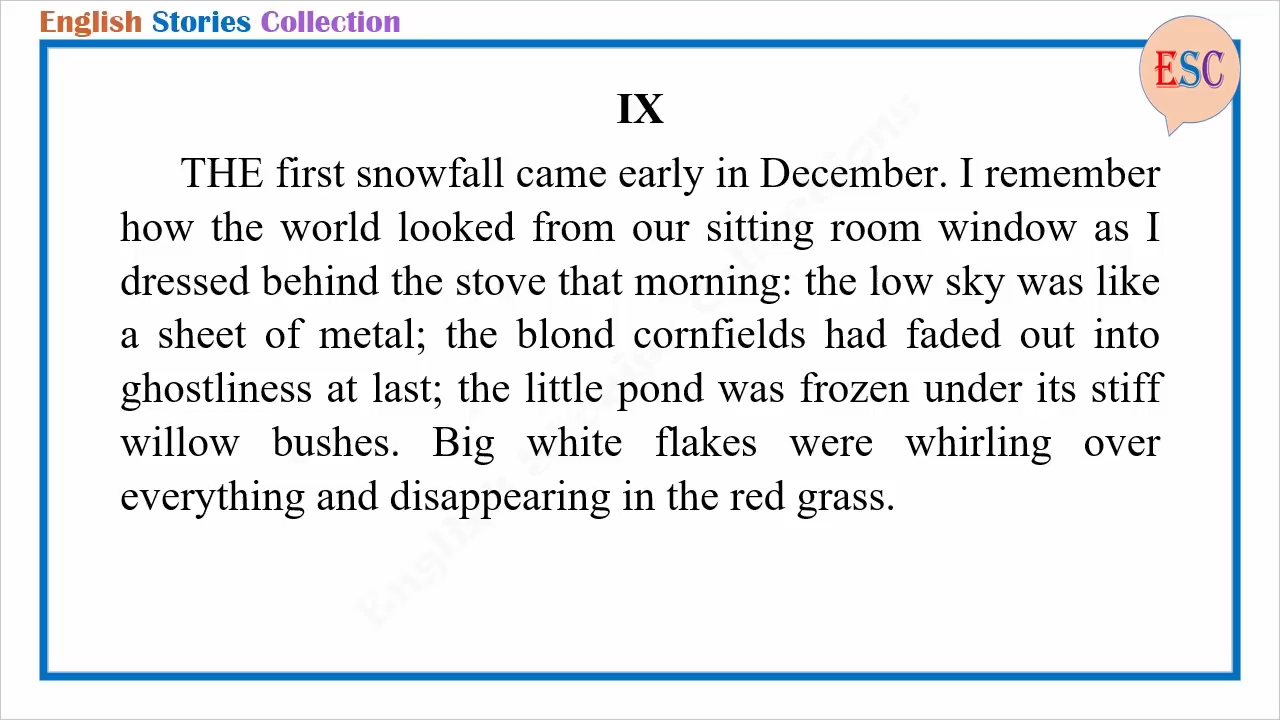 English Stories Collection
ESC
IX
THE first snowfall came early in December. I remember
how the world looked from our sitting room window as I
dressed behind the stove that morning: the low sky was like
a sheet of metal; the blond cornfields had faded out into
ghostliness at last; the little pond was frozen under its stiff
willow bushes. Big white flakes were whirling over
everything and disappearing in the red grass.